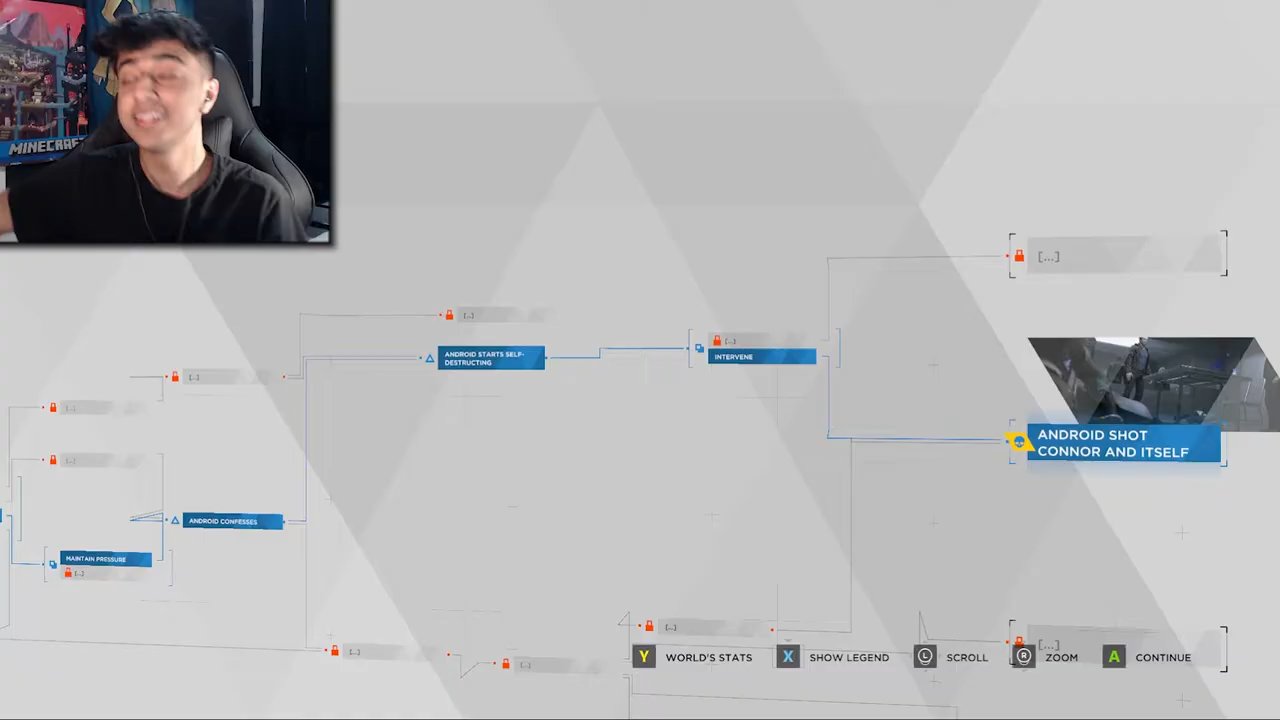 MINECRAFT
[...]
[...]
ANDROID STARTS SELF-
DESTRUCTING
[...]
INTERVENE
[...]
[...]
ANDROID SHOT
CONNOR AND ITSELF
[...]
ANDROID CONFESSES
MAINTAIN PRESSURE
[...]
[...]
[...]
[...]
[...]
Y WORLD'S STATS X SHOW LEGEND L SCROLL R ZOOM A CONTINUE